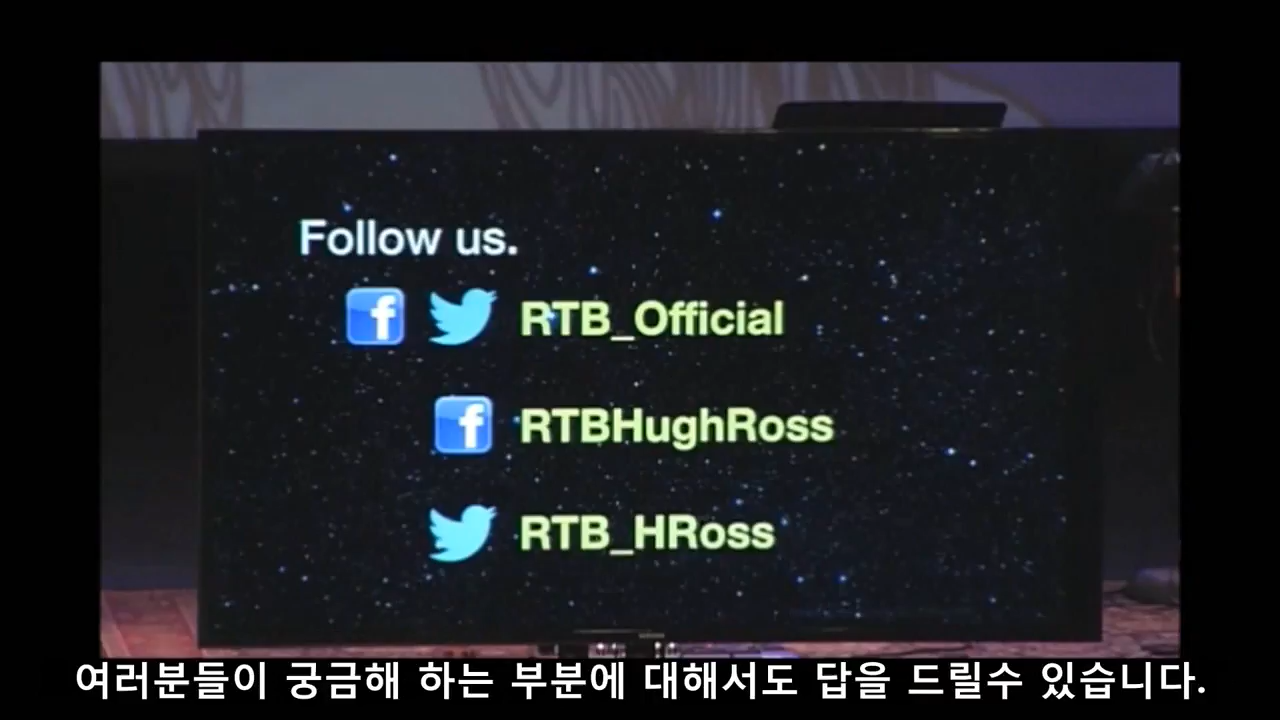 Follow us.
RTB_Official
RTBHughRoss
RTB_HRoss
여러분들이 궁금해 하는 부분에 대해서도 답을 드릴수 있습니다.